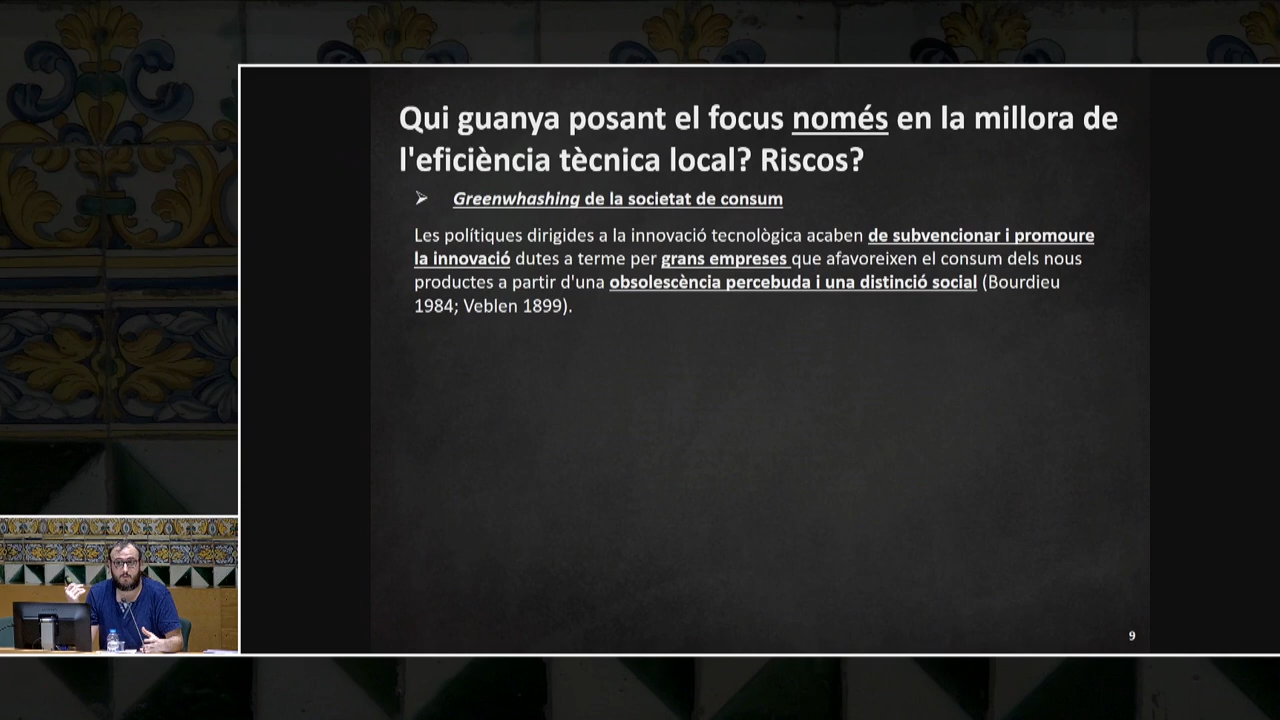 Qui guanya posant el focus només en la millora de
l'eficiència tècnica local? Riscos?
Greenwhashing de la societat de consum
Les polítiques dirigides a la innovació tecnològica acaben de subvencionar i promoure
la innovació dutes a terme per grans empreses que afavoreixen el consum dels nous
productes a partir d'una obsolescència percebuda i una distinció social (Bourdieu
1984; Veblen 1899).
9